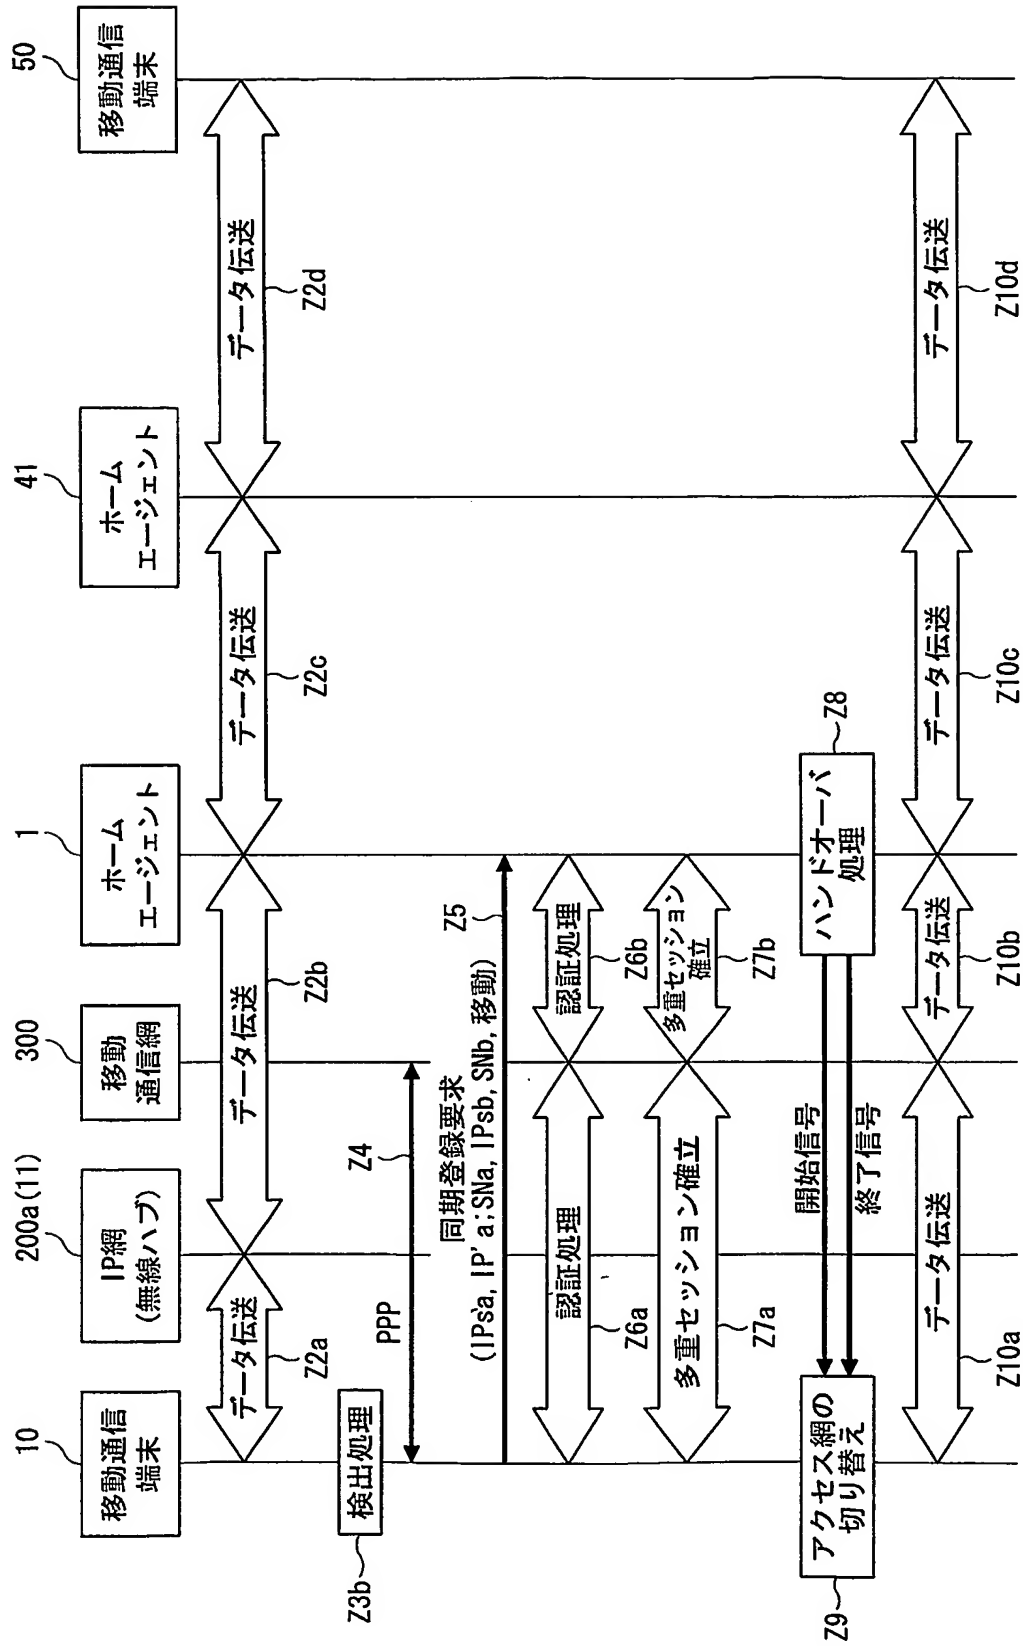 10
移動通信
端末
200a(11)
IP網
(無線ハブ)
300
移動
通信網
1
ホーム
エージェント
41
ホーム
エージェント
50
移動通信
端末
データ伝送
Z2a
データ伝送
Z2b
データ伝送
Z2c
データ伝送
Z2d
検出処理
Z3b
PPP
Z4
同期登録要求
(IPsa, IP'a;SNa, IPsb, SNb, 移動)
Z5
認証処理
Z6a
認証処理
Z6b
多重セッション確立
Z7a
多重セッション
確立
Z7b
ハンドオーバ
処理
Z8
開始信号
終了信号
アクセス網の
切り替え
Z9
データ伝送
Z10a
データ伝送
Z10b
データ伝送
Z10c
データ伝送
Z10d